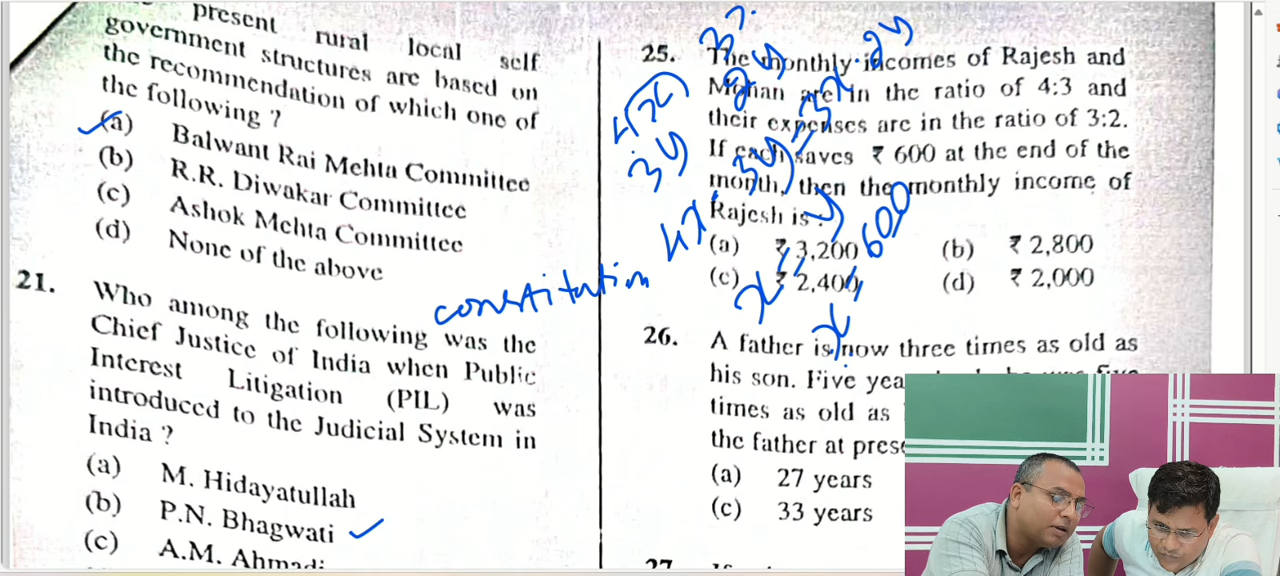 present rural local self
government structures are based on
the recommendation of which one of
the following ?
(a) Balwant Rai Mehta Committee
(b) R.R. Diwakar Committee
(c) Ashok Mehta Committee
(d) None of the above
21. Who among the following was the
Chief Justice of India when Public
Interest Litigation (PIL) was
introduced to the Judicial System in
India ?
(a) M. Hidayatullah
(b) P.N. Bhagwati
(c) A.M. Ahmadi
constitution
25. The monthly incomes of Rajesh and
Mohan are in the ratio of 4:3 and
their expenses are in the ratio of 3:2.
If each saves ₹ 600 at the end of the
month, then the monthly income of
Rajesh is :
(a) ₹ 3,200 (b) ₹ 2,800
(c) ₹ 2,400 (d) ₹ 2,000
3y
600
26. A father is now three times as old as
his son. Five
times as old as
the father at
(a) 27 years
(c) 33 years
27